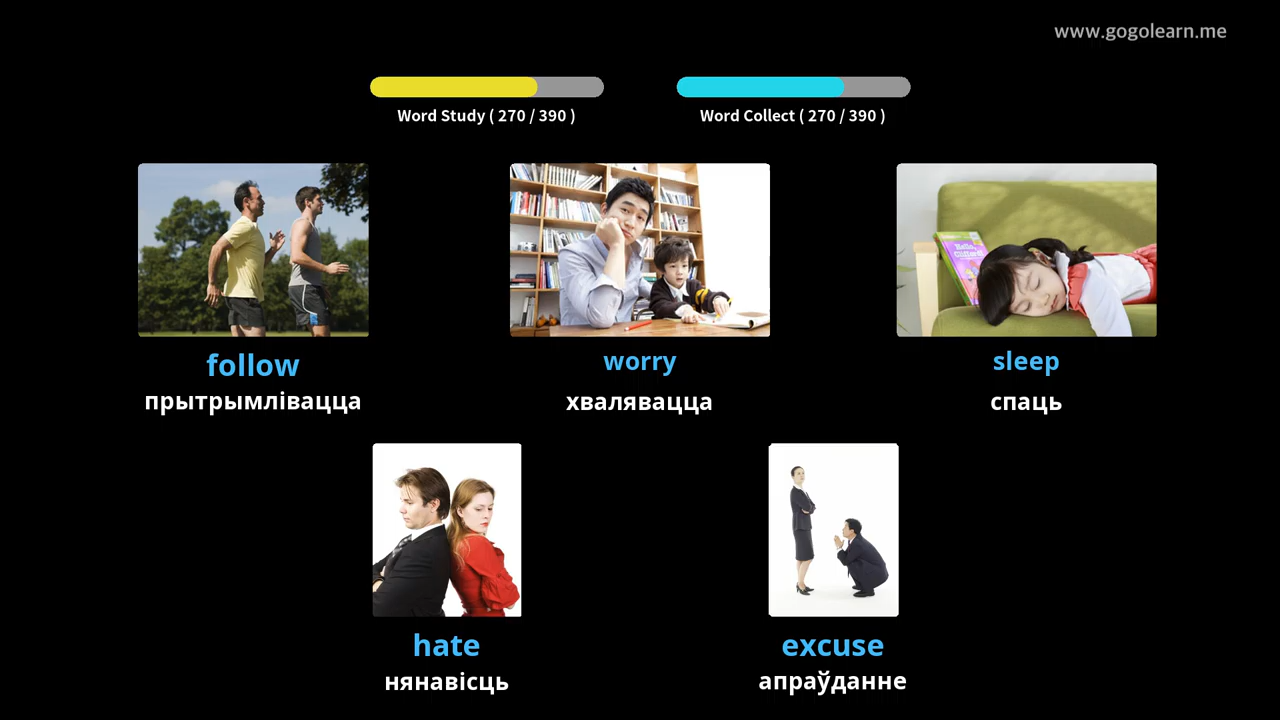 www.gogolearn.me
Word Study ( 270 / 390 )
Word Collect ( 270 / 390 )
follow
прытрымлівацца
worry
хвалявацца
sleep
спаць
hate
нянавісць
excuse
апраўданне